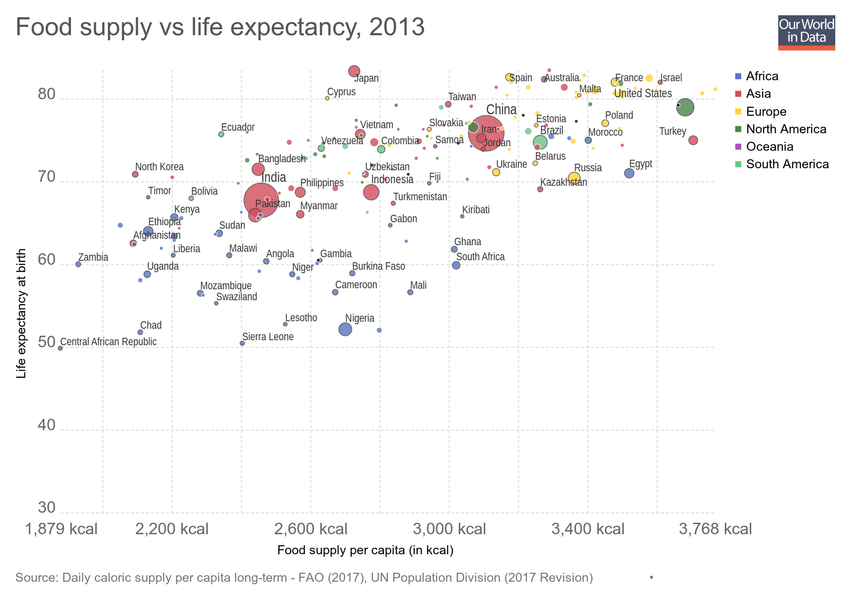 Food supply vs life expectancy, 2013
Our World
in Data
Africa
Asia
Europe
North America
Oceania
South America
Life expectancy at birth
80
70
60
50
40
30
Japan
Cyprus
Spain
Australia
France
Israel
Malta
United States
Taiwan
China
Ecuador
Vietnam
Slovakia
Estonia
Poland
Venezuela
Colombia
Samoa
Iran
Jordan
Brazil
Morocco
Turkey
North Korea
Bangladesh
Uzbekistan
Belarus
Ukraine
Russia
Egypt
India
Indonesia
Fiji
Kazakhstan
Timor
Bolivia
Philippines
Turkmenistan
Pakistan
Myanmar
Kenya
Kiribati
Ethiopia
Sudan
Gabon
Afghanistan
Liberia
Malawi
Angola
Gambia
Ghana
South Africa
Zambia
Uganda
Niger
Burkina Faso
Mozambique
Swaziland
Cameroon
Mali
Chad
Lesotho
Nigeria
Central African Republic
Sierra Leone
1,879 kcal
2,200 kcal
2,600 kcal
3,000 kcal
3,400 kcal
3,768 kcal
Food supply per capita (in kcal)
Source: Daily caloric supply per capita long-term - FAO (2017), UN Population Division (2017 Revision)